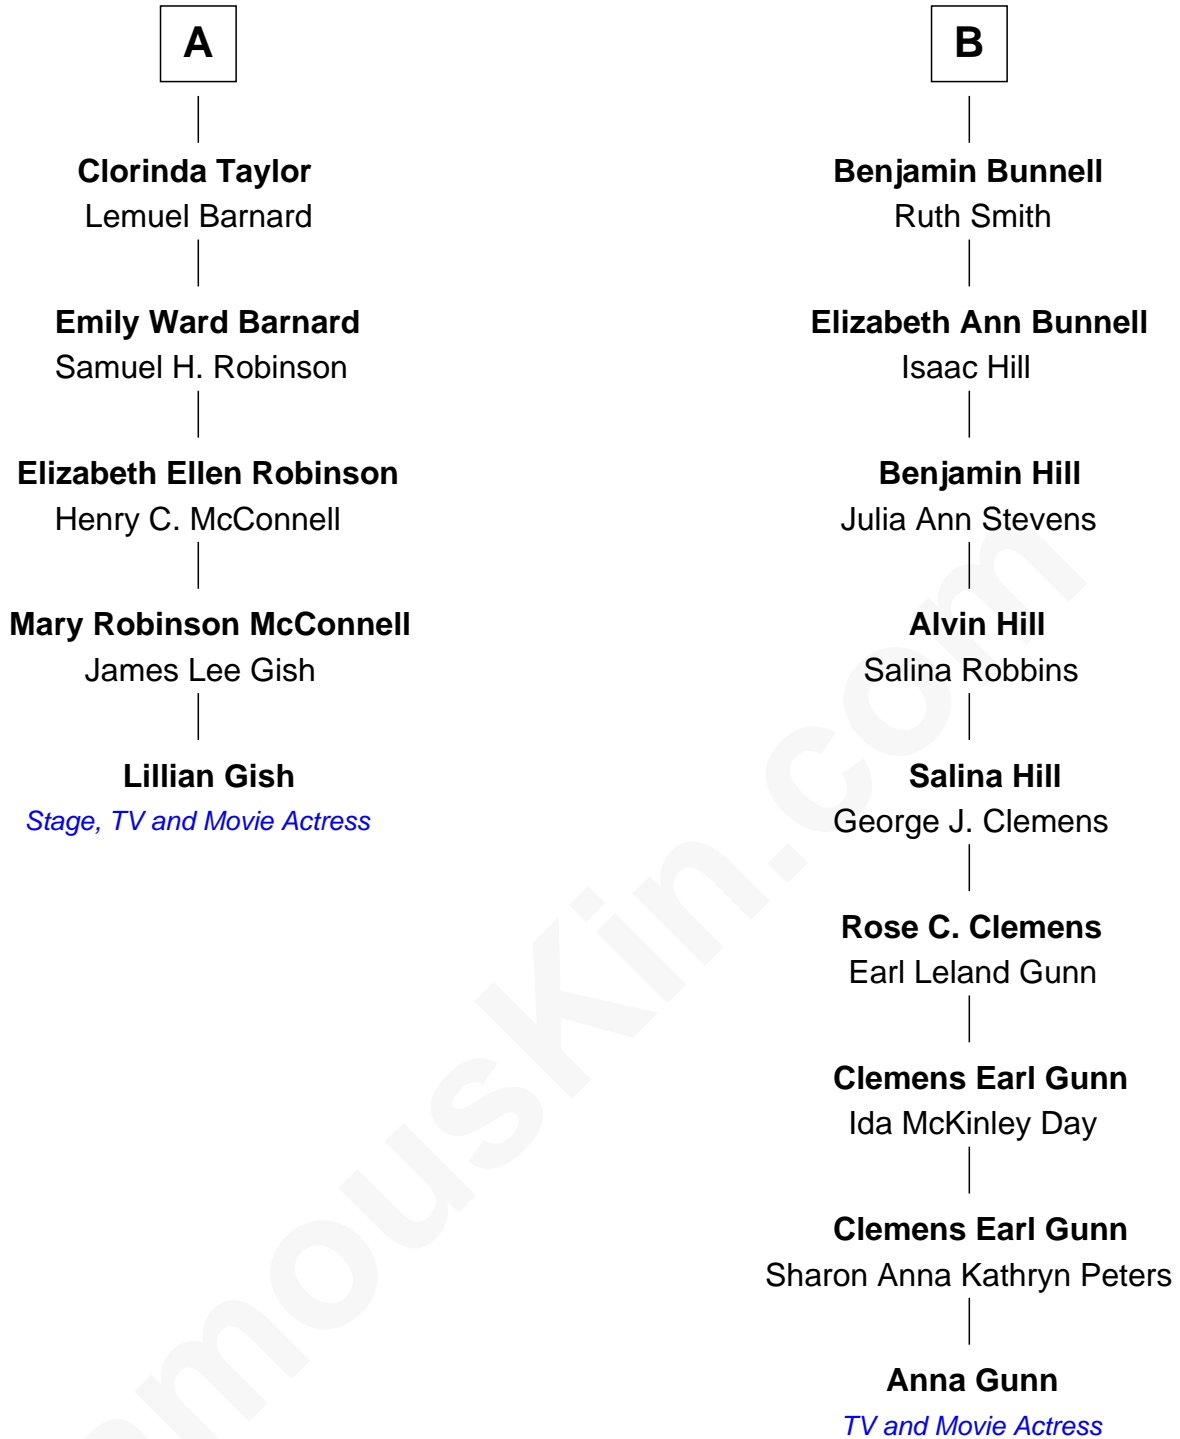 A
Clorinda Taylor
Lemuel Barnard
Emily Ward Barnard
Samuel H. Robinson
Elizabeth Ellen Robinson
Henry C. McConnell
Mary Robinson McConnell
James Lee Gish
Lillian Gish
Stage, TV and Movie Actress
B
Benjamin Bunnell
Ruth Smith
Elizabeth Ann Bunnell
Isaac Hill
Benjamin Hill
Julia Ann Stevens
Alvin Hill
Salina Robbins
Salina Hill
George J. Clemens
Rose C. Clemens
Earl Leland Gunn
Clemens Earl Gunn
Ida McKinley Day
Clemens Earl Gunn
Sharon Anna Kathryn Peters
Anna Gunn
TV and Movie Actress
amousKin.com